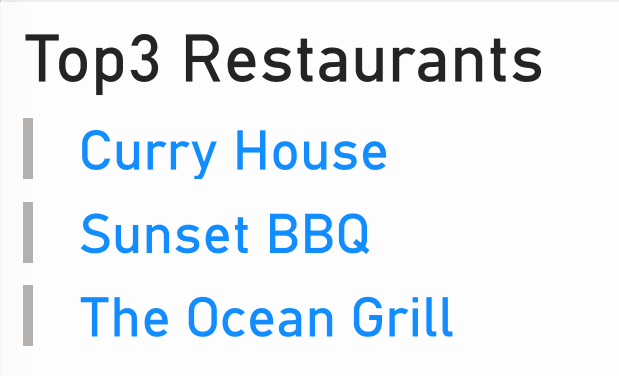 Top3 Restaurants
Curry House
Sunset BBQ
The Ocean Grill